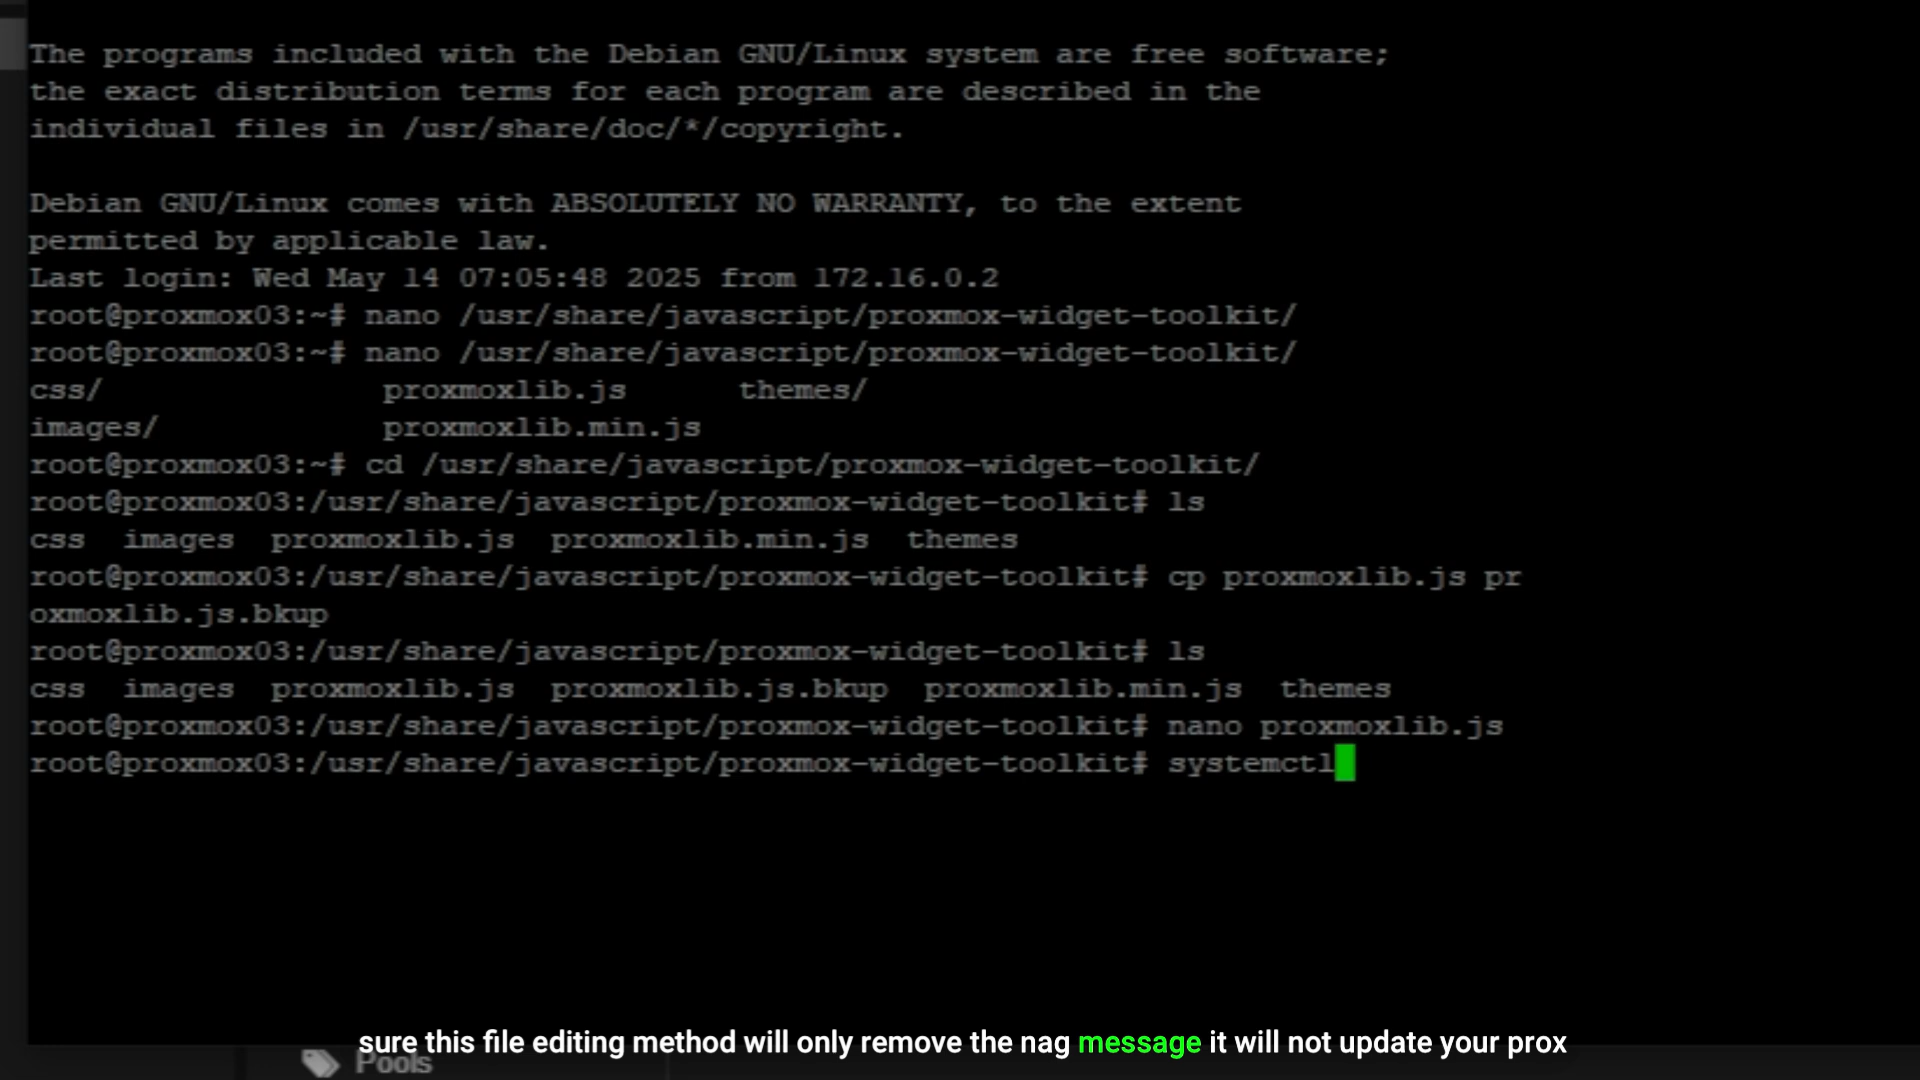 The programs included with the Debian GNU/Linux system are free software;
the exact distribution terms for each program are described in the
individual files in /usr/share/doc/*/copyright.
Debian GNU/Linux comes with ABSOLUTELY NO WARRANTY, to the extent
permitted by applicable law.
Last login: Wed May 14 07:05:48 2025 from 172.16.0.2
root@proxmox03:~# nano /usr/share/javascript/proxmox-widget-toolkit/
root@proxmox03:~# nano /usr/share/javascript/proxmox-widget-toolkit/
css/ proxmoxlib.js themes/
images/ proxmoxlib.min.js
root@proxmox03:~# cd /usr/share/javascript/proxmox-widget-toolkit/
root@proxmox03:/usr/share/javascript/proxmox-widget-toolkit# ls
css images proxmoxlib.js proxmoxlib.min.js themes
root@proxmox03:/usr/share/javascript/proxmox-widget-toolkit# cp proxmoxlib.js pr
oxmoxlib.js.bkup
root@proxmox03:/usr/share/javascript/proxmox-widget-toolkit# ls
css images proxmoxlib.js proxmoxlib.js.bkup proxmoxlib.min.js themes
root@proxmox03:/usr/share/javascript/proxmox-widget-toolkit# nano proxmoxlib.js
root@proxmox03:/usr/share/javascript/proxmox-widget-toolkit# systemctl
sure this file editing method will only remove the nag message it will not update your prox
Pools